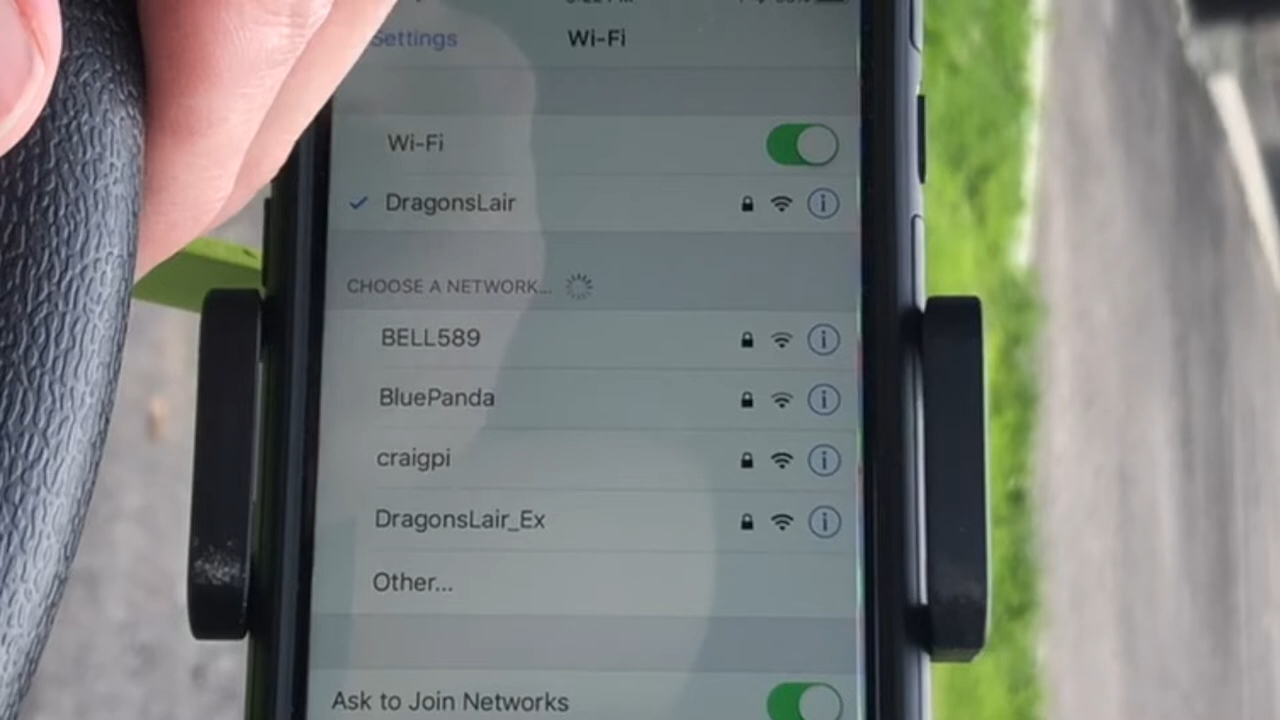 Settings Wi-Fi
Wi-Fi
DragonsLair
CHOOSE A NETWORK...
BELL589
BluePanda
craigpi
DragonsLair_Ex
Other...
Ask to Join Networks